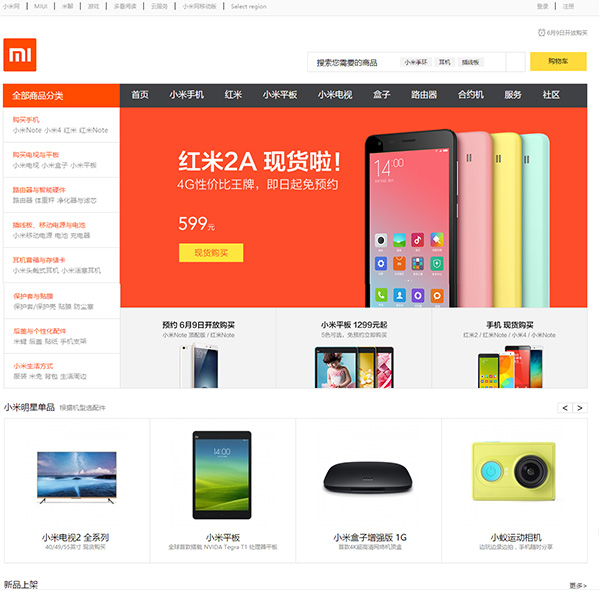 小米网 | MIUI | 米聊 | 游戏 | 多看阅读 | 云服务 | 小米网移动版 | Select region
登录 | 注册
6月9日开放购买
mi
搜索您需要的商品 小米手环 耳机 插线板
购物车
全部商品分类 首页 小米手机 红米 小米平板 小米电视 盒子 路由器 合约机 服务 社区
购买手机
小米Note 小米4 红米 红米Note
购买电视与平板
小米电视 小米盒子 小米平板
路由器与智能硬件
路由器 体重秤 净化器与滤芯
插线板、移动电源与电池
小米移动电源 电池 充电器
耳机音箱与存储卡
小米头戴式耳机 小米活塞耳机
保护套与贴膜
保护套/保护壳 贴膜 防尘塞
后盖与个性化配件
米键 后盖 贴纸 手机支架
小米生活方式
服装 米兔 背包 生活周边
红米2A 现货啦!
4G性价比王牌，即日起免预约
599元
现货购买
14:00
预约 6月9日开放购买
小米Note 顶配版 / 红米Note
小米平板 1299元起
5色可选，免预约立即购买
手机 现货购买
红米2 / 红米Note / 小米4 / 小米Note
小米明星单品 根据机型选配件 < >
14:00
小米电视2 全系列
40/49/55英寸 现货购买
小米平板
全球首款搭载 NVIDIA Tegra T1 处理器平板
小米盒子增强版 1G
首款4K超高清网络机顶盒
小蚁运动相机
边玩边录边拍，手机随时分享
新品上架 更多>